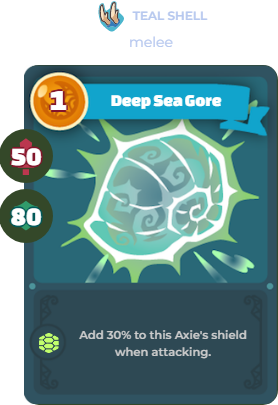 TEAL SHELL
melee
1
Deep Sea Gore
50
80
Add 30% to this Axie's shield
when attacking.